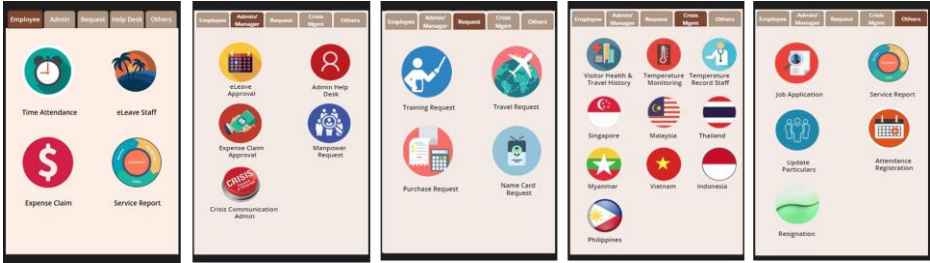 Employee Admin Request Help Desk Others
Time Attendance eLeave Staff
Expense Claim Service Report
Employee Admin/ Manager Request Crisis Mgmt Others
eLeave Approval
Admin Help Desk
Expense Claim Approval
Manpower Request
CRISIS
Crisis Communication Admin
Employee Admin/ Manager Request Crisis Mgmt Others
Training Request Travel Request
Purchase Request
Name Card Request
Employee Admin/ Manager Request Crisis Mgmt Others
Visitor Health & Travel History
Temperature Monitoring
Temperature Record Staff
Singapore Malaysia Thailand
Myanmar Vietnam Indonesia
Philippines
Employee Admin/ Manager Request Crisis Mgmt Others
Job Application Service Report
Update Particulars
Attendance Registration
Resignation